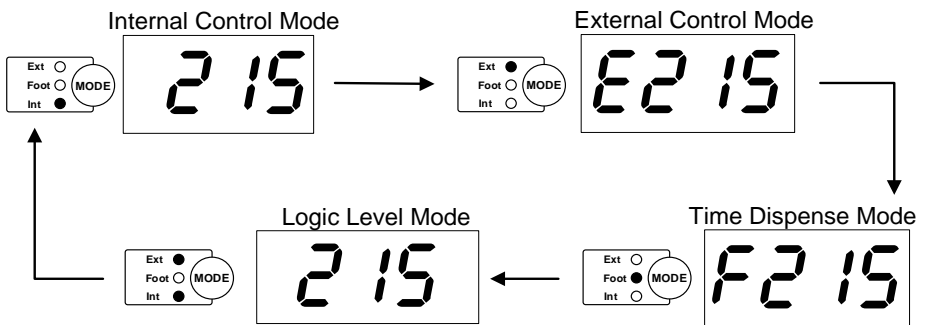 Internal Control Mode
Ext
Foot
Int
MODE
215
External Control Mode
Ext
Foot
Int
MODE
E215
Logic Level Mode
Ext
Foot
Int
MODE
215
Time Dispense Mode
Ext
Foot
Int
MODE
F215